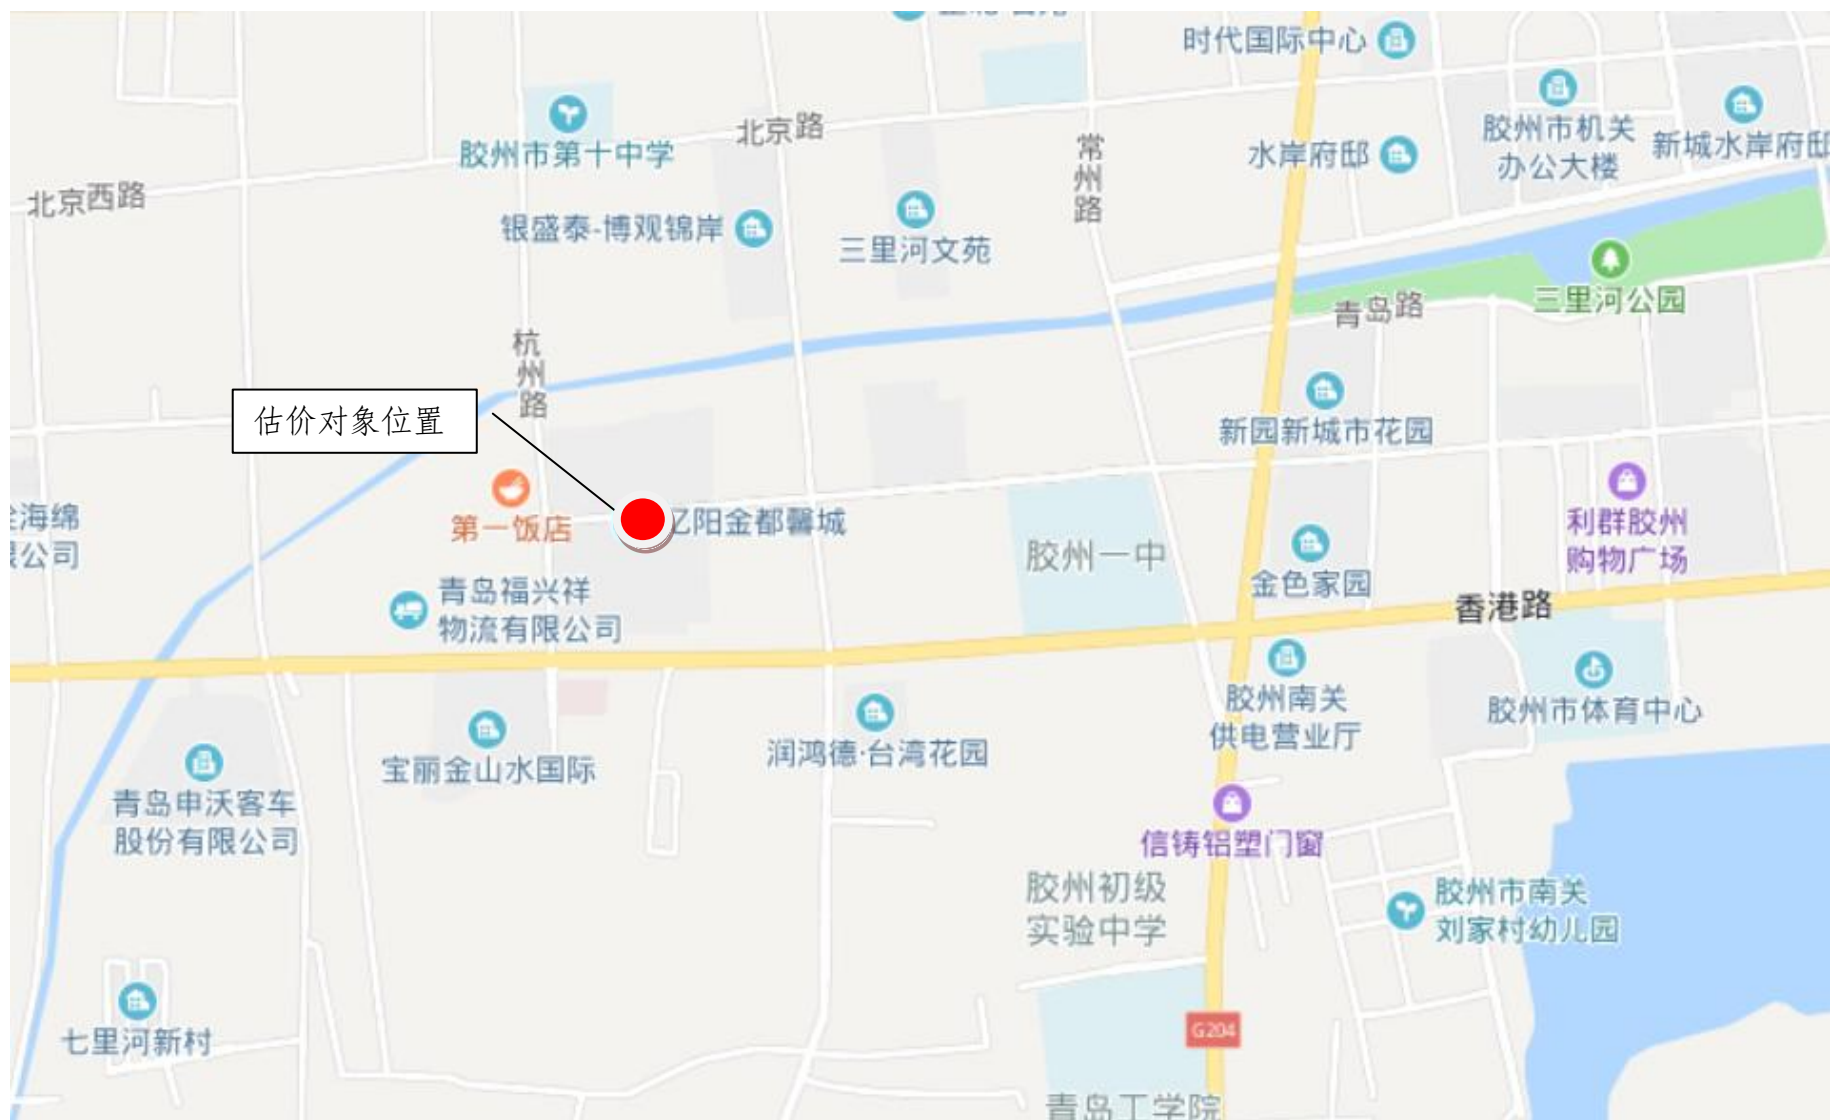 时代国际中心
胶州市机关
办公大楼
新城水岸府邸
北京路
胶州市第十中学
常州路
水岸府邸
北京西路
银盛泰-博观锦岸
三里河文苑
三里河公园
青岛路
杭州路
估价对象位置
新园新城市花园
第一饭店
亿阳金都馨城
海绵
限公司
胶州一中
利群胶州
购物广场
金色家园
青岛福兴祥
物流有限公司
香港路
胶州南关
供电营业厅
胶州市体育中心
宝丽金山水国际
润鸿德·台湾花园
青岛申沃客车
股份有限公司
信铸铝塑门窗
胶州初级
实验中学
胶州市南关
刘家村幼儿园
七里河新村
G204
青岛工学院